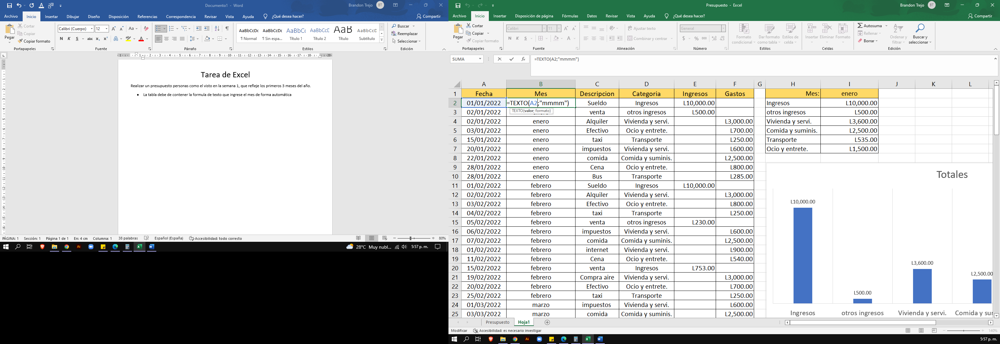 Documento1 - Word
Brandon Trejo BT
Archivo Inicio Insertar Dibujar Diseño Disposición Referencias Correspondencia Revisar Vista Ayuda ¿Qué desea hacer? Compartir
Pegar Cortar Copiar Copiar formato
Calibri (Cuerpo) 12
AaBbCcDc AaBbCcDc AaBbC( AaBbCcD AaB AaBbCcD
¶ Normal ¶ Sin espa... Título 1 Título 2 Título Subtítulo
Buscar
Reemplazar
Seleccionar
Portapapeles Fuente Párrafo Estilos Edición
Tarea de Excel
Realizar un presupuesto personas como el visto en la semana 1, que refleje los primeros 3 meses del año.
• La tabla debe de contener la formula de texto que ingrese el mes de forma automática
PÁGINA: 1 Sección: 1 Página 1 de 1 En: 4 cm Columna: 1 38 palabras Español (España) Accesibilidad: todo correcto 80%
28°C Muy nubl... 5:57 p. m.
Presupuesto - Excel
Brandon Trejo BT
Archivo Inicio Insertar Disposición de página Fórmulas Datos Revisar Vista Ayuda ¿Qué desea hacer? Compartir
Pegar Cortar Copiar Copiar formato
Calibri 11
Ajustar texto
Combinar y centrar
General
$ % 000
Formato condicional Dar formato como tabla Estilos de celda
Insertar Eliminar Formato
Autosuma
Rellenar
Borrar
Ordenar y filtrar Buscar y seleccionar
Portapapeles Fuente Alineación Número Estilos Celdas Edición
SUMA =TEXTO(A2;"mmmm")
A B C D E F G H I J K L
1 Fecha Mes Descripcion Categoria Ingresos Gastos Mes: enero
2 01/01/2022 =TEXTO(A2;"mmmm") Sueldo Ingresos L10,000.00 Ingresos L10,000.00
TEXTO(valor; formato)
3 02/01/2022 venta otros ingresos L500.00 otros ingresos L500.00
4 02/01/2022 enero Alquiler Vivienda y servi. L3,000.00 Vivienda y servi. L3,600.00
5 03/01/2022 enero Efectivo Ocio y entrete. L700.00 Comida y suminis. L2,500.00
6 15/01/2022 enero taxi Transporte L250.00 Transporte L535.00
7 20/01/2022 enero impuestos Vivienda y servi. L600.00 Ocio y entrete. L1,500.00
8 22/01/2022 enero comida Comida y suminis. L2,500.00
9 28/01/2022 enero Cena Ocio y entrete. L800.00
10 28/01/2022 enero Bus Transporte L285.00
11 01/02/2022 febrero Sueldo Ingresos L10,000.00
12 02/02/2022 febrero Alquiler Vivienda y servi. L3,000.00
13 03/02/2022 febrero Efectivo Ocio y entrete. L800.00
14 04/02/2022 febrero taxi Transporte L250.00
15 05/02/2022 febrero venta otros ingresos L230.00
16 06/02/2022 febrero impuestos Vivienda y servi. L600.00
17 07/02/2022 febrero comida Comida y suminis. L2,500.00
18 01/02/2022 febrero internet Vivienda y servi. L900.00
19 11/02/2022 febrero Cena Ocio y entrete. L540.00
20 15/02/2022 febrero venta Ingresos L753.00
21 19/02/2022 febrero Compra aire Vivienda y servi. L3,000.00
22 20/02/2022 febrero Efectivo Ocio y entrete. L700.00
23 25/02/2022 febrero taxi Transporte L250.00
24 01/03/2022 marzo impuestos Vivienda y servi. L600.00
25 03/03/2022 marzo comida Comida y suminis. L2,500.00
Totales
L10,000.00
L500.00
L3,600.00
L2,500.00
Ingresos otros ingresos Vivienda y servi. Comida y sur
Presupuesto Hoja1
Modificar Accesibilidad: es necesario investigar 140%
5:57 p. m.